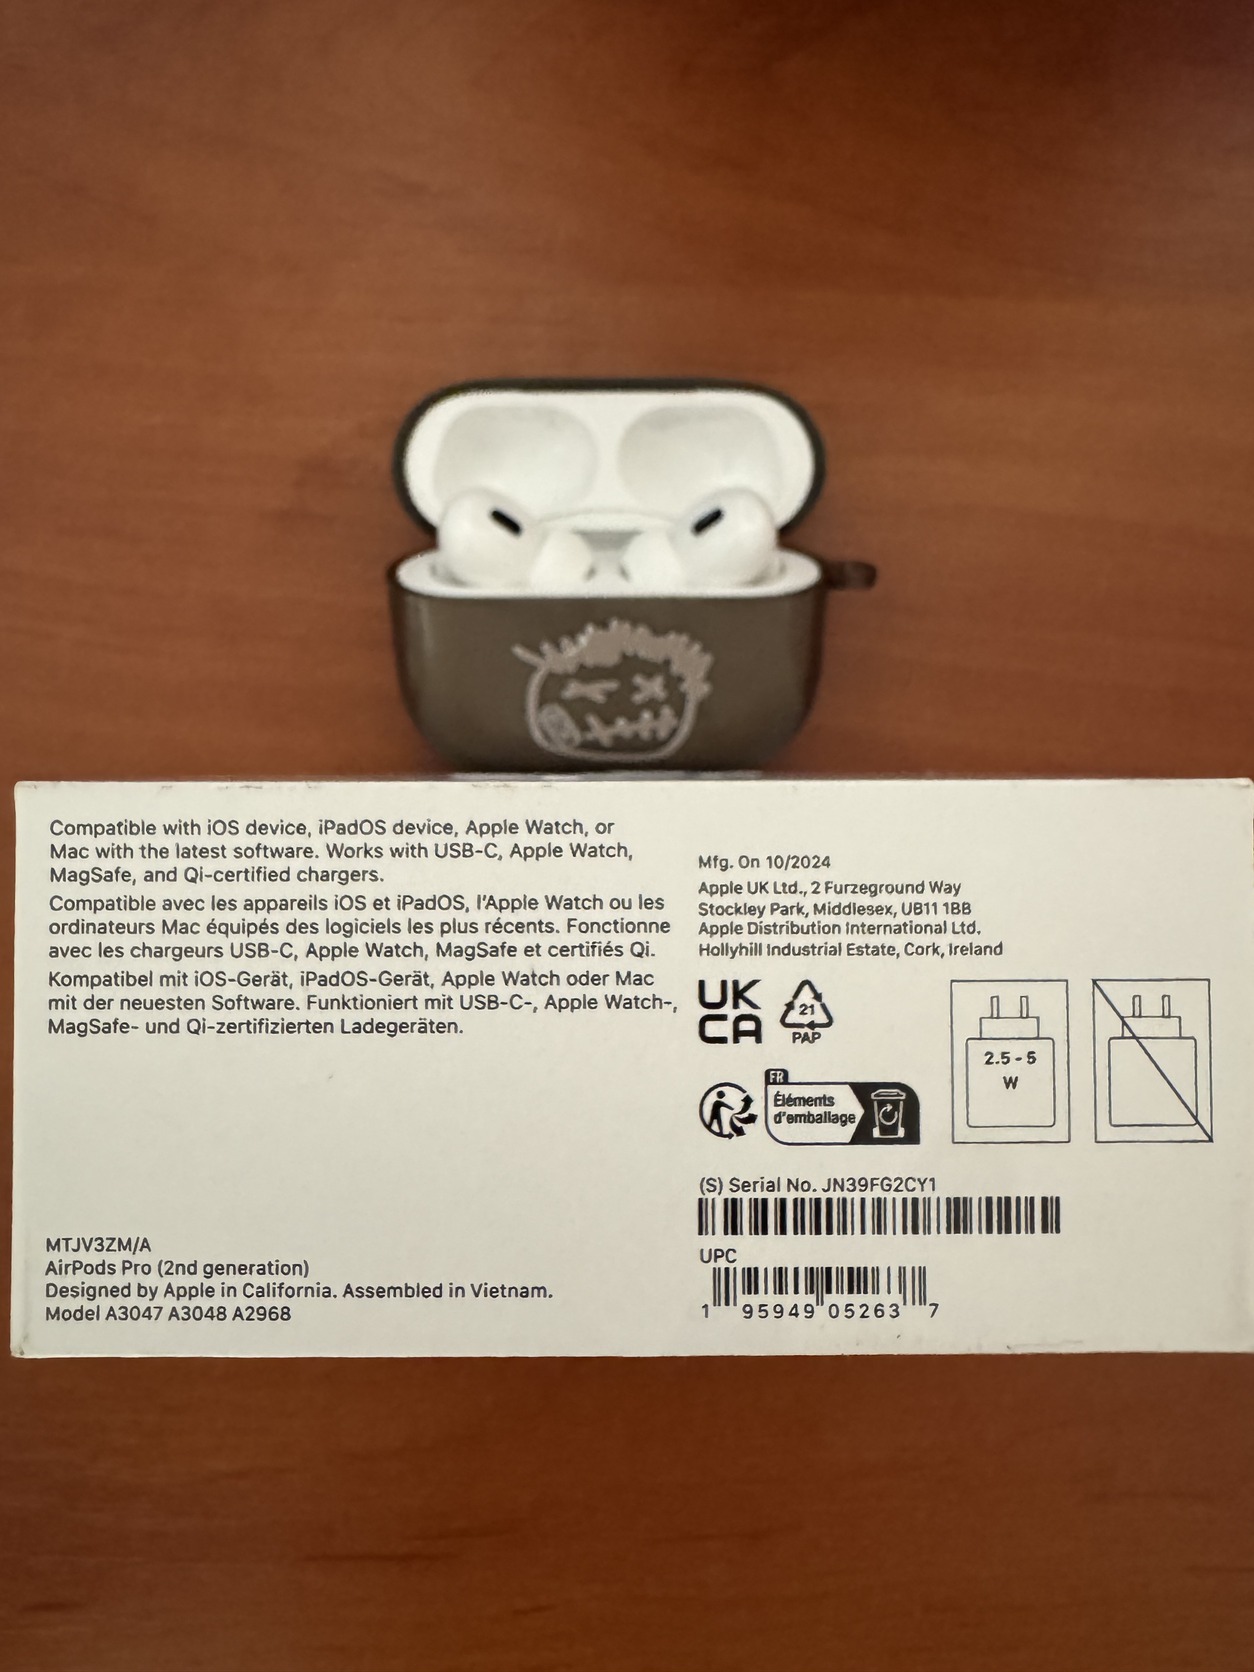 Compatible with iOS device, iPadOS device, Apple Watch, or
Mac with the latest software. Works with USB-C, Apple Watch,
MagSafe, and Qi-certified chargers.
Compatible avec les appareils iOS et iPadOS, l'Apple Watch ou les
ordinateurs Mac équipés des logiciels les plus récents. Fonctionne
avec les chargeurs USB-C, Apple Watch, MagSafe et certifiés Qi.
Kompatibel mit iOS-Gerät, iPadOS-Gerät, Apple Watch oder Mac
mit der neuesten Software. Funktioniert mit USB-C-, Apple Watch-,
MagSafe- und Qi-zertifizierten Ladegeräten.
MTJV3ZM/A
AirPods Pro (2nd generation)
Designed by Apple in California. Assembled in Vietnam.
Model A3047 A3048 A2968
Mfg. On 10/2024
Apple UK Ltd., 2 Furzeground Way
Stockley Park, Middlesex, UB11 1BB
Apple Distribution International Ltd.
Hollyhill Industrial Estate, Cork, Ireland
UK
CA
21
PAP
FR
Éléments
d'emballage
2.5 - 5
W
(S) Serial No. JN39FG2CY1
UPC
1 95949 05263 7